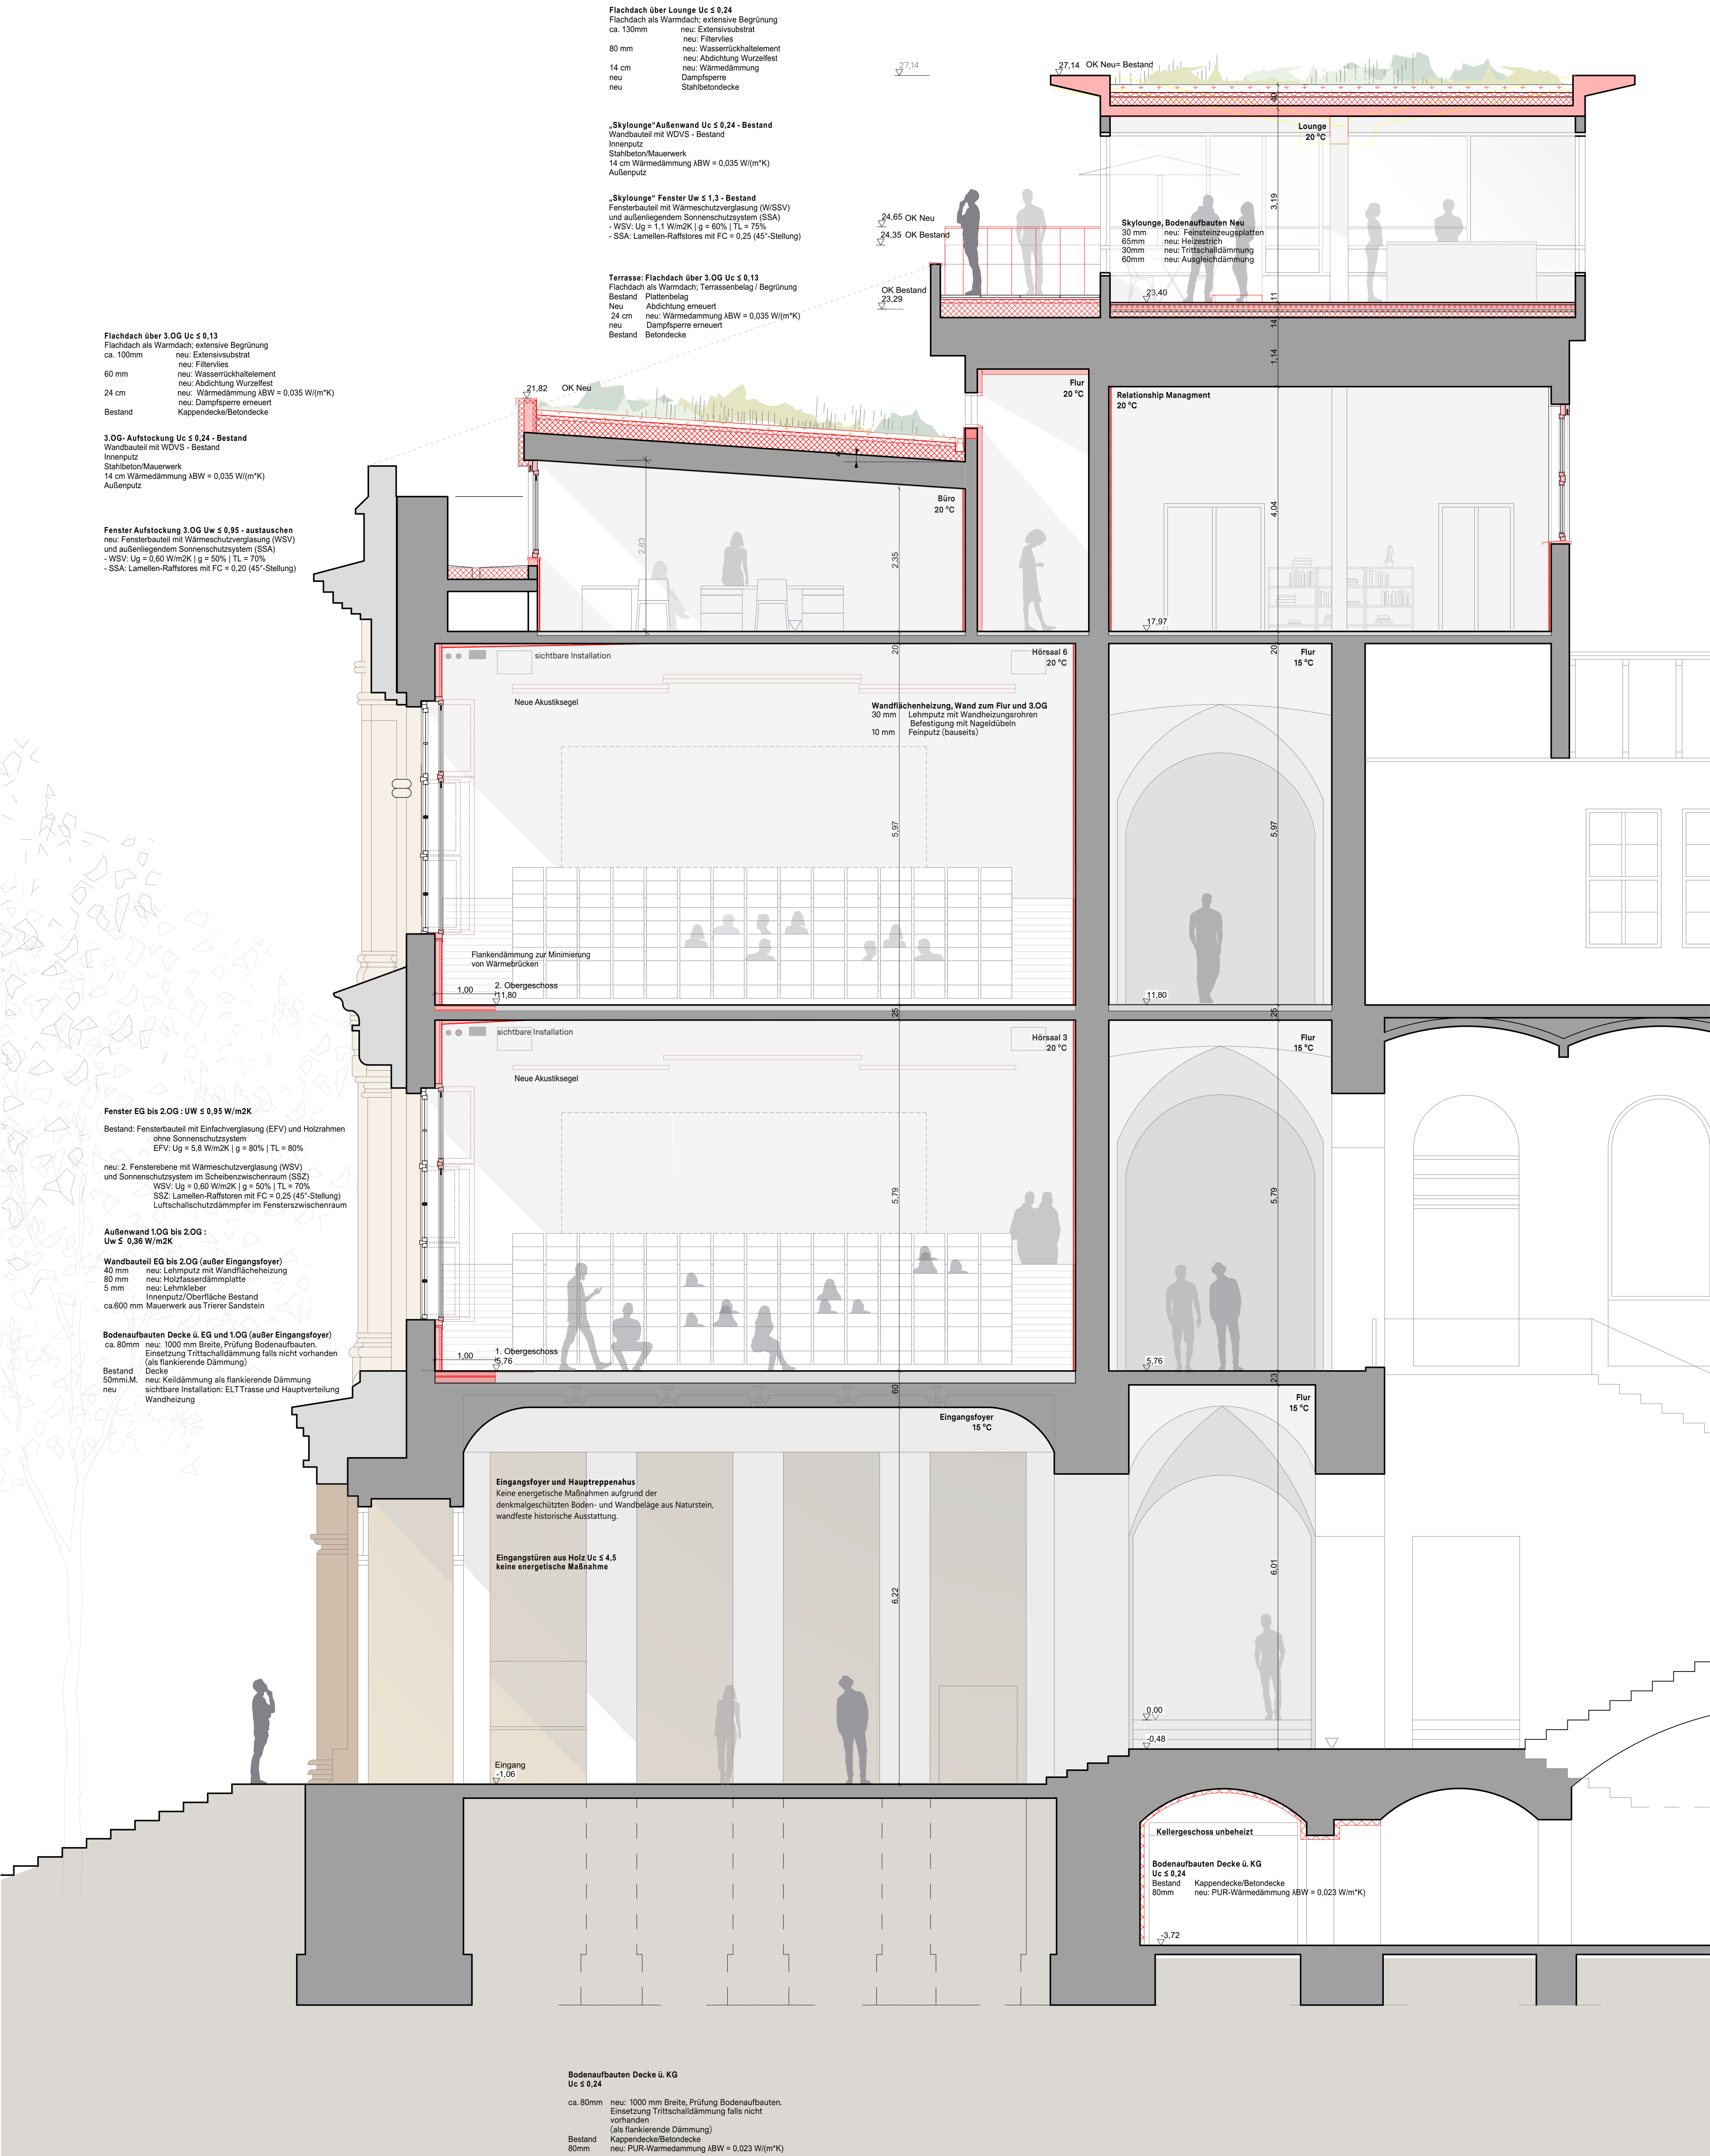 Flachdach über Lounge Uc ≤ 0,24
Flachdach als Warmdach; extensive Begrünung
ca. 130mm neu: Extensivsubstrat
neu: Filtervlies
80 mm neu: Wasserrückhaltelement
neu: Abdichtung Wurzelfest
14 cm neu: Wärmedämmung
neu Dampfsperre
neu Stahlbetondecke
27,14
27,14 OK Neu= Bestand
40
Lounge
20 °C
„Skylounge“Außenwand Uc ≤ 0,24 - Bestand
Wandbauteil mit WDVS - Bestand
Innenputz
Stahlbeton/Mauerwerk
14 cm Wärmedämmung λBW = 0,035 W/(m*K)
Außenputz
„Skylounge“ Fenster Uw ≤ 1,3 - Bestand
Fensterbauteil mit Wärmeschutzverglasung (W/SSV)
und außenliegendem Sonnenschutzsystem (SSA)
- WSV: Ug = 1,1 W/m2K | g = 60% | TL = 75%
- SSA: Lamellen-Raffstores mit FC = 0,25 (45°-Stellung)
24,65 OK Neu
24,35 OK Bestand
3,19
Skylounge, Bodenaufbauten Neu
30 mm neu: Feinsteinzeugsplatten
65mm neu: Heizestrich
30mm neu: Trittschalldämmung
60mm neu: Ausgleichdämmung
Terrasse: Flachdach über 3.OG Uc ≤ 0,13
Flachdach als Warmdach; Terrassenbelag / Begrünung
Bestand Plattenbelag
Neu Abdichtung erneuert
24 cm neu: Wärmedammung λBW = 0,035 W/(m*K)
neu Dampfsperre erneuert
Bestand Betondecke
OK Bestand
23,29
23,40
11
14
1,14
Flachdach über 3.OG Uc ≤ 0,13
Flachdach als Warmdach; extensive Begrünung
ca. 100mm neu: Extensivsubstrat
neu: Filtervlies
60 mm neu: Wasserrückhaltelement
neu: Abdichtung Wurzelfest
24 cm neu: Wärmedämmung λBW = 0,035 W/(m*K)
neu: Dampfsperre erneuert
Bestand Kappendecke/Betondecke
21,82 OK Neu
Flur
20 °C
Relationship Managment
20 °C
3.OG- Aufstockung Uc ≤ 0,24 - Bestand
Wandbauteil mit WDVS - Bestand
Innenputz
Stahlbeton/Mauerwerk
14 cm Wärmedämmung λBW = 0,035 W/(m*K)
Außenputz
Büro
20 °C
4,04
Fenster Aufstockung 3.OG Uw ≤ 0,95 - austauschen
neu: Fensterbauteil mit Wärmeschutzverglasung (WSV)
und außenliegendem Sonnenschutzsystem (SSA)
- WSV: Ug = 0,60 W/m2K | g = 50% | TL = 70%
- SSA: Lamellen-Raffstores mit FC = 0,20 (45°-Stellung)
2,83
2,35
17,97
20
20
sichtbare Installation
Hörsaal 6
20 °C
Flur
15 °C
Neue Akustiksegel
Wandflächenheizung, Wand zum Flur und 3.OG
30 mm Lehmputz mit Wandheizungsrohren
Befestigung mit Nageldübeln
10 mm Feinputz (bauseits)
5,97
5,97
Flankendämmung zur Minimierung
von Wärmebrücken
1,00
2. Obergeschoss
11,80
11,80
25
25
sichtbare Installation
Hörsaal 3
20 °C
Flur
15 °C
Neue Akustiksegel
Fenster EG bis 2.OG : UW ≤ 0,95 W/m2K
Bestand: Fensterbauteil mit Einfachverglasung (EFV) und Holzrahmen
ohne Sonnenschutzsystem
EFV: Ug = 5,8 W/m2K | g = 80% | TL = 80%
neu: 2. Fensterebene mit Wärmeschutzverglasung (WSV)
und Sonnenschutzsystem im Scheibenzwischenraum (SSZ)
WSV: Ug = 0,60 W/m2K | g = 50% | TL = 70%
SSZ: Lamellen-Raffstoren mit FC = 0,25 (45°-Stellung)
Luftschallschutzdämmpfer im Fensterszwischenraum
5,79
5,79
Außenwand 1.OG bis 2.OG :
Uw ≤ 0,36 W/m2K
Wandbauteil EG bis 2.OG (außer Eingangsfoyer)
40 mm neu: Lehmputz mit Wandflächeheizung
80 mm neu: Holzfasserdämmplatte
5 mm neu: Lehmkleber
Innenputz/Oberfläche Bestand
ca.600 mm Mauerwerk aus Trierer Sandstein
Bodenaufbauten Decke ü. EG und 1.OG (außer Eingangsfoyer)
ca. 80mm neu: 1000 mm Breite, Prüfung Bodenaufbauten.
Einsetzung Trittschalldämmung falls nicht vorhanden
(als flankierende Dämmung)
Bestand Decke
50mmi.M. neu: Keildämmung als flankierende Dämmung
neu sichtbare Installation: ELT Trasse und Hauptverteilung
Wandheizung
1,00
1. Obergeschoss
5,76
5,76
60
23
Eingangsfoyer
15 °C
Flur
15 °C
Eingangsfoyer und Hauptreppenahus
Keine energetische Maßnahmen aufgrund der
denkmalgeschützten Boden- und Wandbeläge aus Naturstein,
wandfeste historische Ausstattung.
Eingangstüren aus Holz Uc ≤ 4,5
keine energetische Maßnahme
6,22
6,01
0,00
-0,48
Eingang
-1,06
Kellergeschoss unbeheizt
Bodenaufbauten Decke ü. KG
Uc ≤ 0,24
Bestand Kappendecke/Betondecke
80mm neu: PUR-Wärmedämmung λBW = 0,023 W/m*K)
-3,72
Bodenaufbauten Decke ü. KG
Uc ≤ 0,24
ca. 80mm neu: 1000 mm Breite, Prüfung Bodenaufbauten.
Einsetzung Trittschalldämmung falls nicht
vorhanden
(als flankierende Dämmung)
Bestand Kappendecke/Betondecke
80mm neu: PUR-Warmedammung λBW = 0,023 W/(m*K)